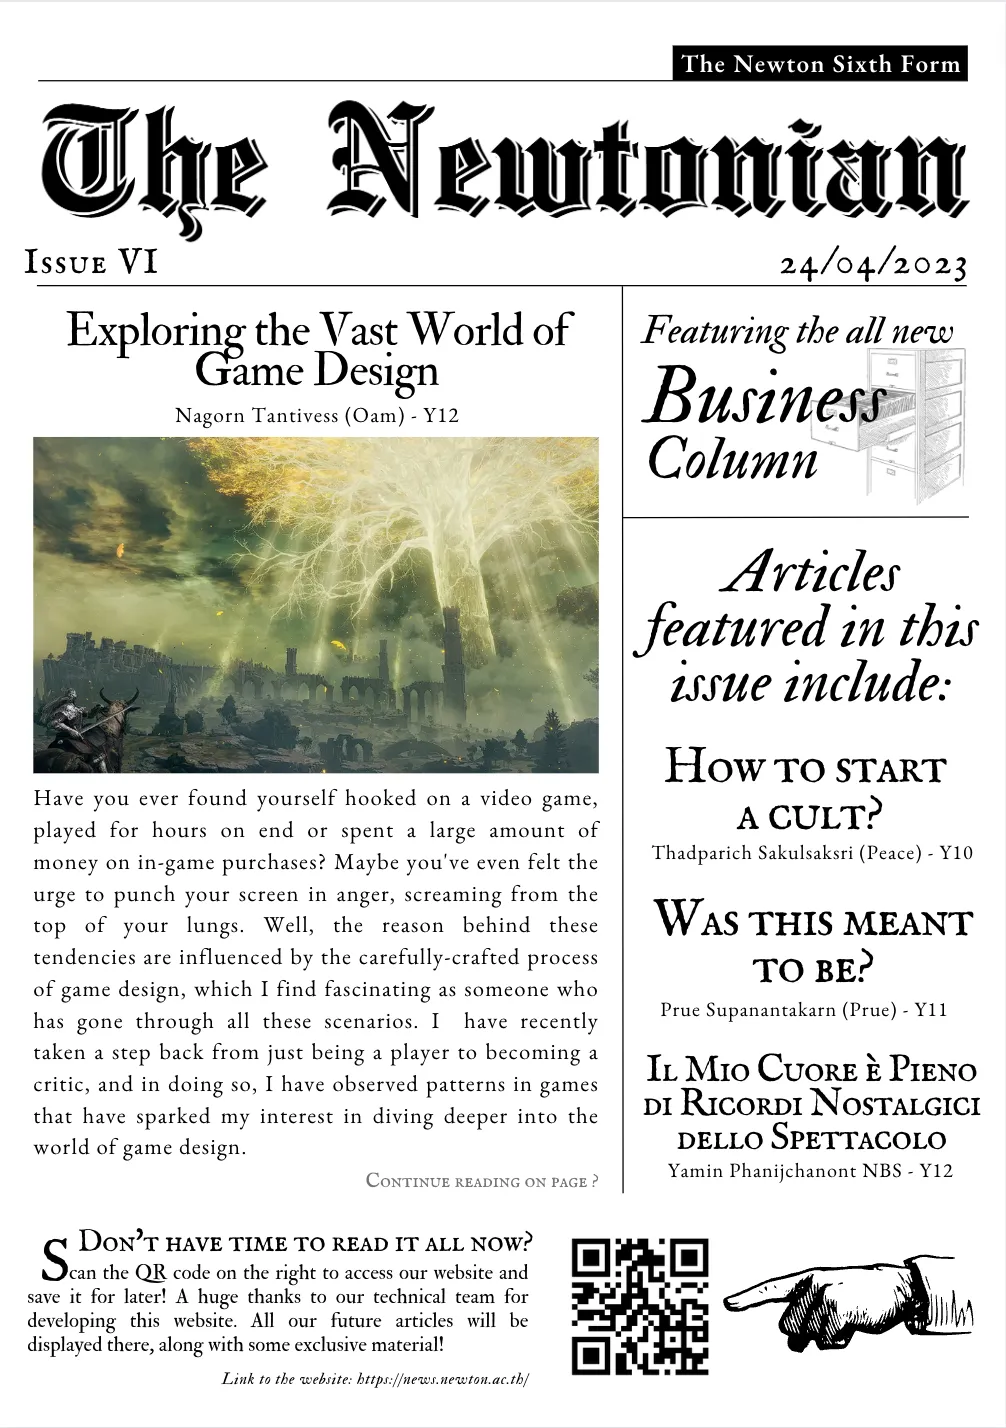 The Newton Sixth Form
The Newtonian
Issue VI
24/04/2023
Exploring the Vast World of
Game Design
Nagorn Tantivess (Oam) - Y12
Have you ever found yourself hooked on a video game,
played for hours on end or spent a large amount of
money on in-game purchases? Maybe you've even felt the
urge to punch your screen in anger, screaming from the
top of your lungs. Well, the reason behind these
tendencies are influenced by the carefully-crafted process
of game design, which I find fascinating as someone who
has gone through all these scenarios. I have recently
taken a step back from just being a player to becoming a
critic, and in doing so, I have observed patterns in games
that have sparked my interest in diving deeper into the
world of game design.
Continue reading on page ?
Featuring the all new
Business
Column
Articles
featured in this
issue include:
How to start
a cult?
Thadparich Sakulsaksri (Peace) - Y10
Was this meant
to be?
Prue Supanantakarn (Prue) - Y11
Il Mio Cuore è Pieno
di Ricordi Nostalgici
dello Spettacolo
Yamin Phanijchanont NBS - Y12
Don't have time to read it all now?
Scan the QR code on the right to access our website and
save it for later! A huge thanks to our technical team for
developing this website. All our future articles will be
displayed there, along with some exclusive material!
Link to the website: https://news.newton.ac.th/